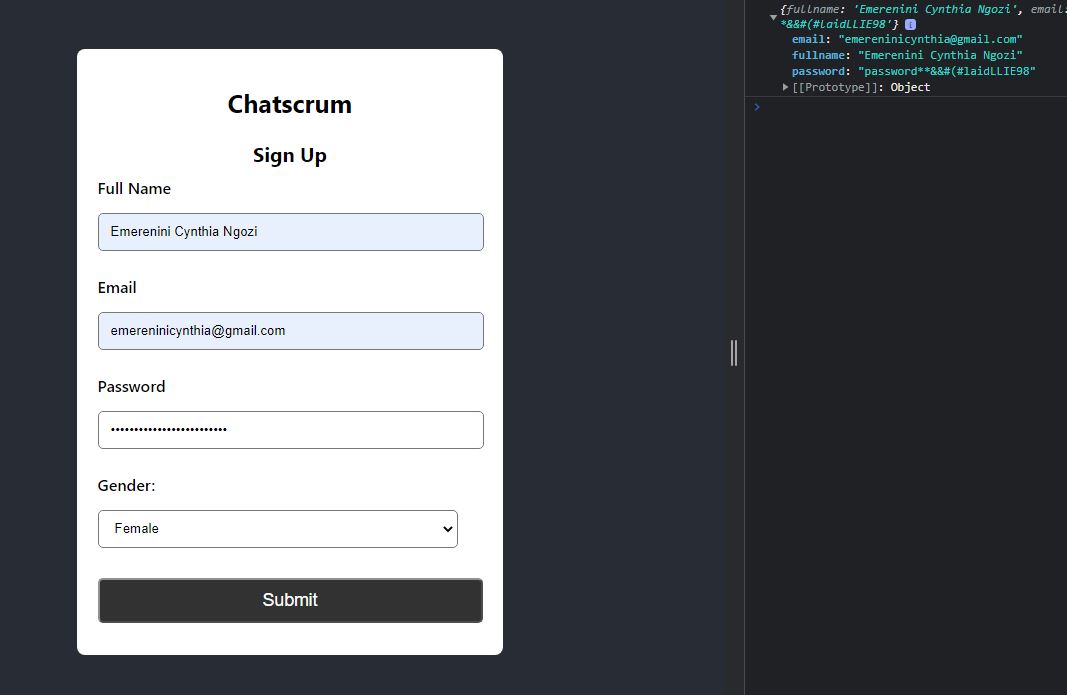 Chatscrum
Sign Up
Full Name
Emerenini Cynthia Ngozi
Email
emereninicynthia@gmail.com
Password
•••••••••••••••••••••••••
Gender:
Female
Submit
{fullname: 'Emerenini Cynthia Ngozi', email:
*&&#(#laidLLIE98'} i
email: "emereninicynthia@gmail.com"
fullname: "Emerenini Cynthia Ngozi"
password: "password**&&#(#laidLLIE98"
[[Prototype]]: Object